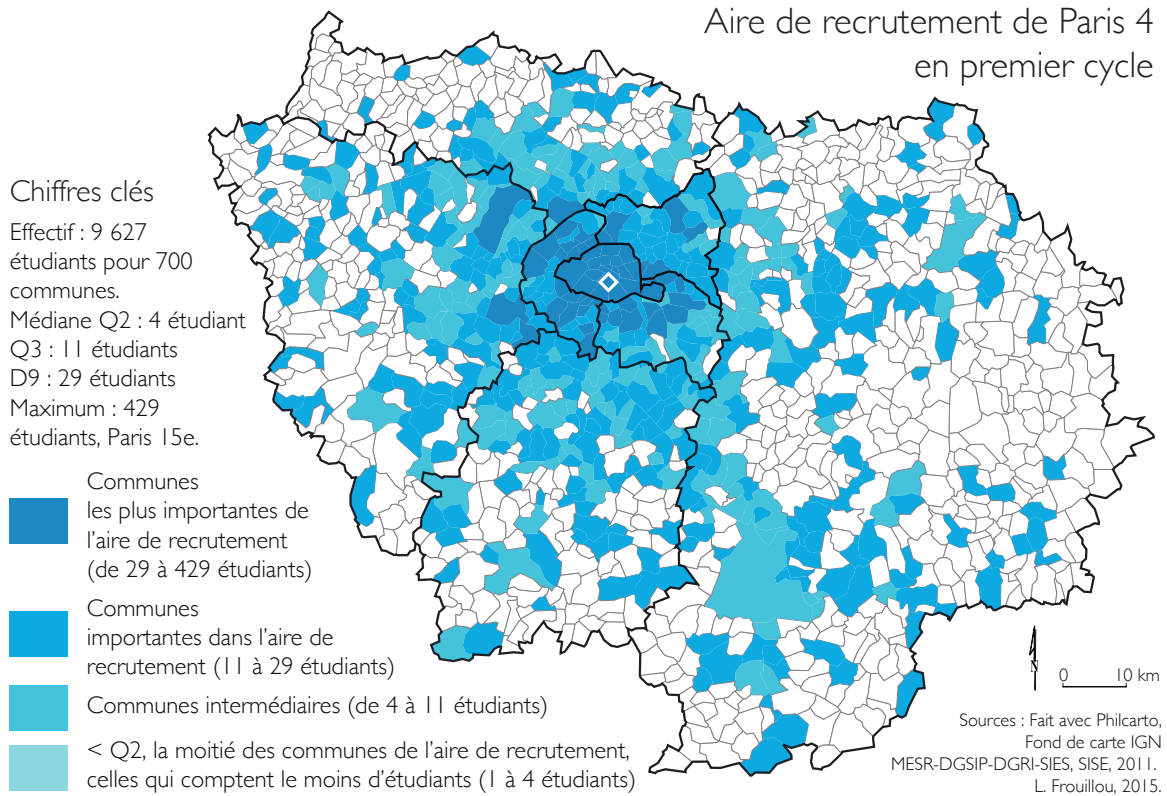 Aire de recrutement de Paris 4
en premier cycle
Chiffres clés
Effectif : 9 627
étudiants pour 700
communes.
Médiane Q2 : 4 étudiant
Q3 : 11 étudiants
D9 : 29 étudiants
Maximum : 429
étudiants, Paris 15e.
Communes
les plus importantes de
l'aire de recrutement
(de 29 à 429 étudiants)
Communes
importantes dans l'aire de
recrutement (11 à 29 étudiants)
Communes intermédiaires (de 4 à 11 étudiants)
< Q2, la moitié des communes de l'aire de recrutement,
celles qui comptent le moins d'étudiants (1 à 4 étudiants)
N
0 10 km
Sources : Fait avec Philcarto,
Fond de carte IGN
MESR-DGSIP-DGRI-SIES, SISE, 2011.
L. Frouillou, 2015.